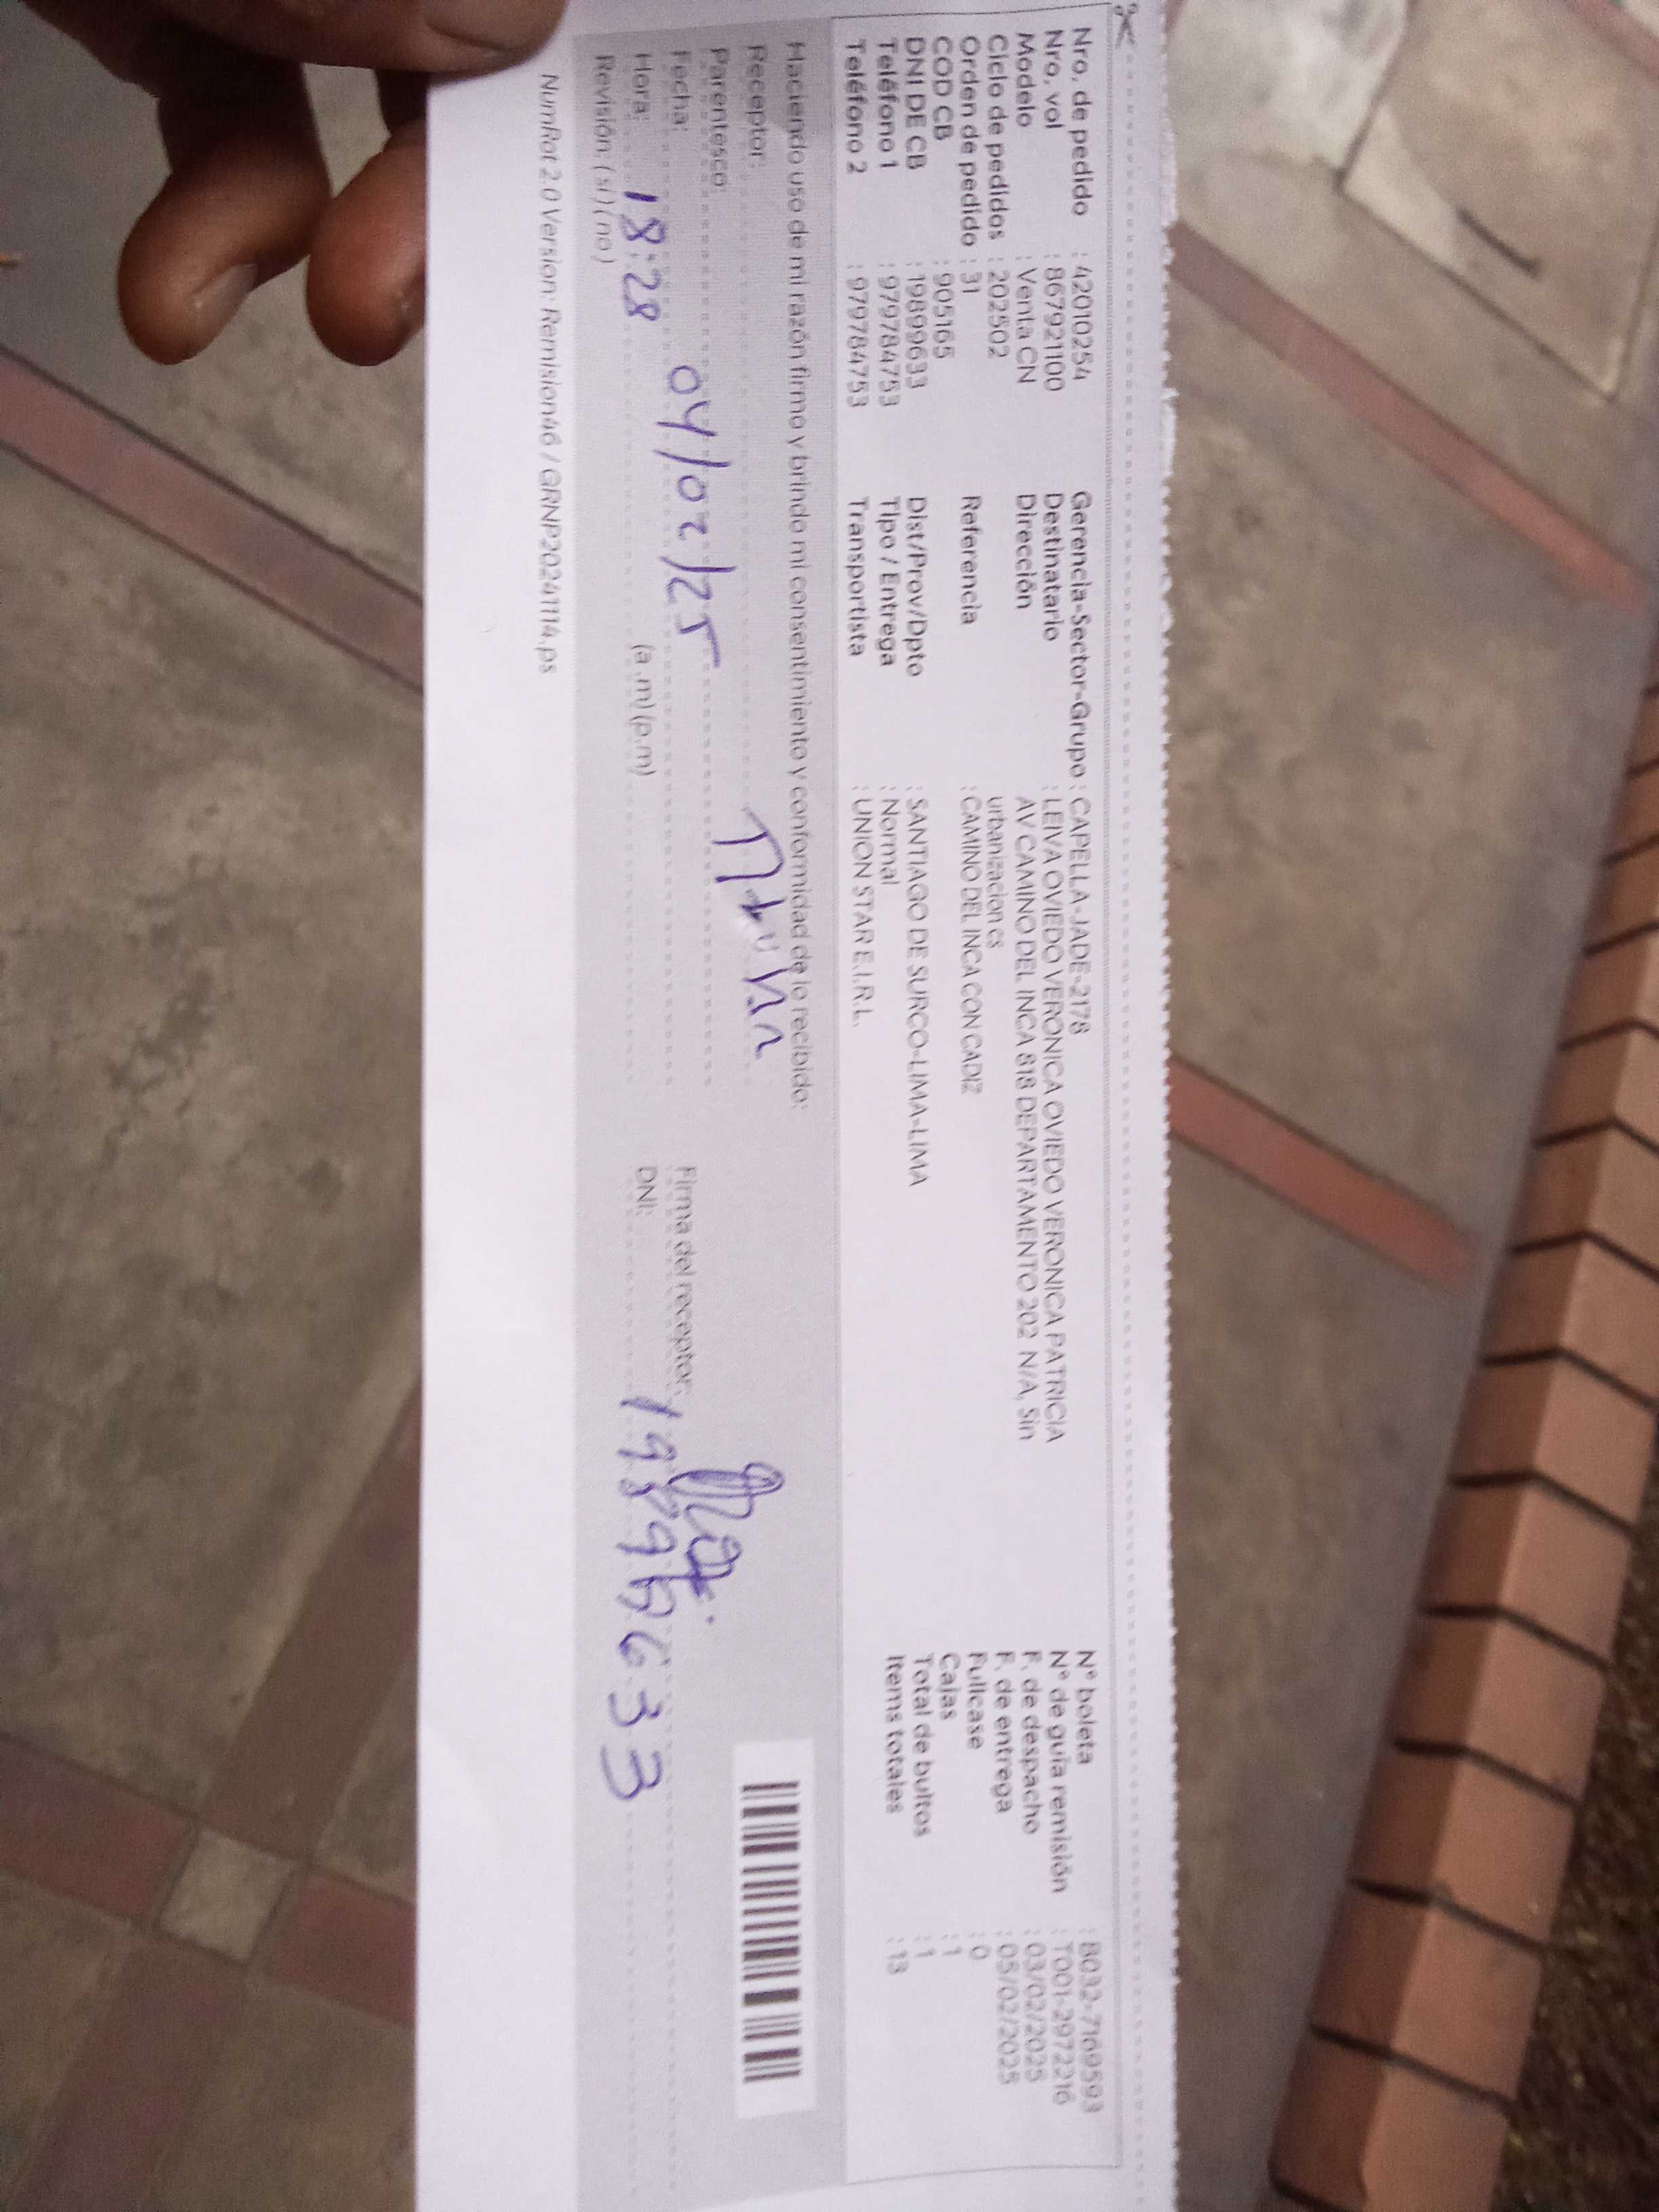 Nro. de pedido : 42010254
Nro, vol : 867921100
Modelo : Venta CN
Ciclo de pedidos : 202502
Orden de pedido : 31
COD CB : 905165
DNI DE CB : 19899633
Teléfono 1 : 979784753
Teléfono 2 : 979784753
Gerencia-Sector-Grupo : CAPELLA-JADE-2178
Destinatario : LEIVA OVIEDO VERONICA OVIEDO VERONICA PATRICIA
Dirección AV CAMINO DEL INCA 818 DEPARTAMENTO 202 N/A, Sin
urbanizacion cs
Referencia : CAMINO DEL INCA CON CADIZ
Dist/Prov/Dpto : SANTIAGO DE SURCO-LIMA-LIMA
Tipo / Entrega : Normal
Transportista : UNION STAR E.I.R.L.
N° boleta : B032-7169593
N° de guía remisión : T001-2972216
F. de despacho : 03/02/2025
F. de entrega : 05/02/2025
Fullcase : 0
Cajas : 1
Total de bultos : 1
Items totales : 13
Haciendo uso de mi razón firmo y brindo mi consentimiento y conformidad de lo recibido:
Receptor:
Parentesco:
Fecha: 04/02/25
Hora: 18:28 (a.m) (p.m)
Revisión: (si) (no)
Firma del receptor:
DNI: 19899633
NumRot 2.0 Version: Remision46 / GRNP20241114.ps